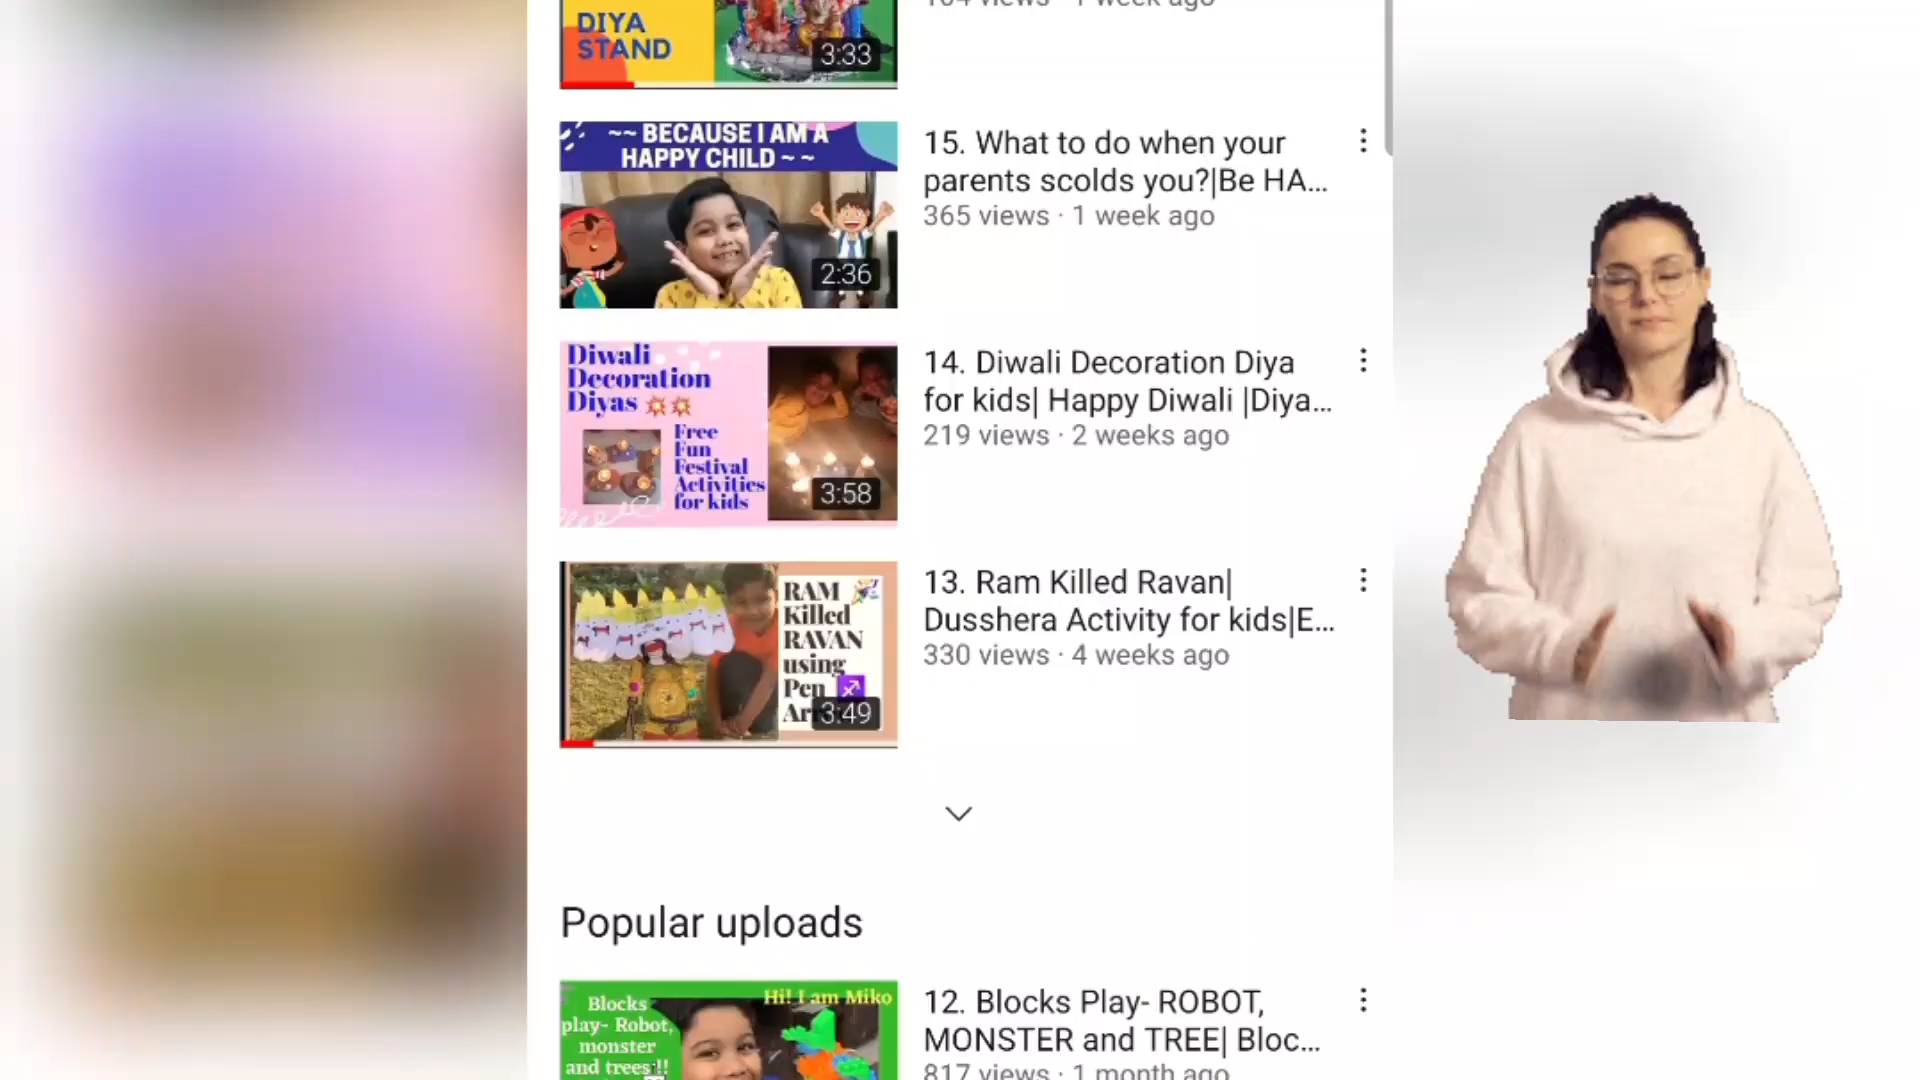 DIYA
STAND
3:33
~~ BECAUSE I AM A
HAPPY CHILD ~~
2:36
15. What to do when your
parents scolds you?|Be HA...
365 views · 1 week ago
Diwali
Decoration
Diyas
Free
Fun
Festival
Activities
for kids
3:58
14. Diwali Decoration Diya
for kids| Happy Diwali |Diya...
219 views · 2 weeks ago
RAM
Killed
RAVAN
using
Pen
3:49
13. Ram Killed Ravan|
Dusshera Activity for kids|E...
330 views · 4 weeks ago
Popular uploads
Hi! I am Miko
Blocks
play- Robot,
monster
and trees !!
12. Blocks Play- ROBOT,
MONSTER and TREE| Bloc...
817 views · 1 month ago